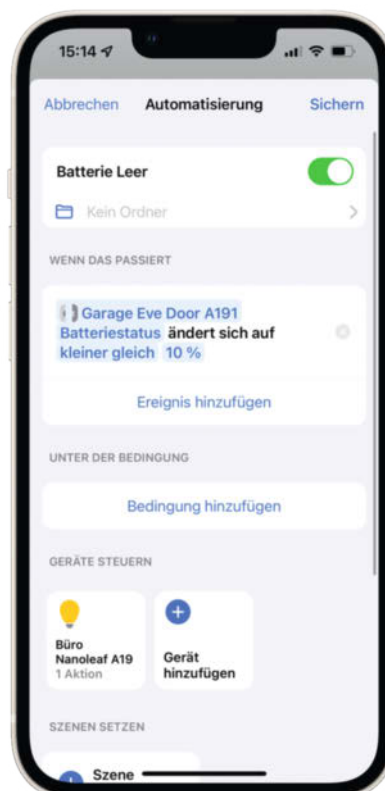 15:14
Abbrechen Automatisierung Sichern
Batterie Leer
Kein Ordner
WENN DAS PASSIERT
Garage Eve Door A191
Batteriestatus ändert sich auf
kleiner gleich 10 %
Ereignis hinzufügen
UNTER DER BEDINGUNG
Bedingung hinzufügen
GERÄTE STEUERN
Büro
Nanoleaf A19
1 Aktion
Gerät
hinzufügen
SZENEN SETZEN
Szene